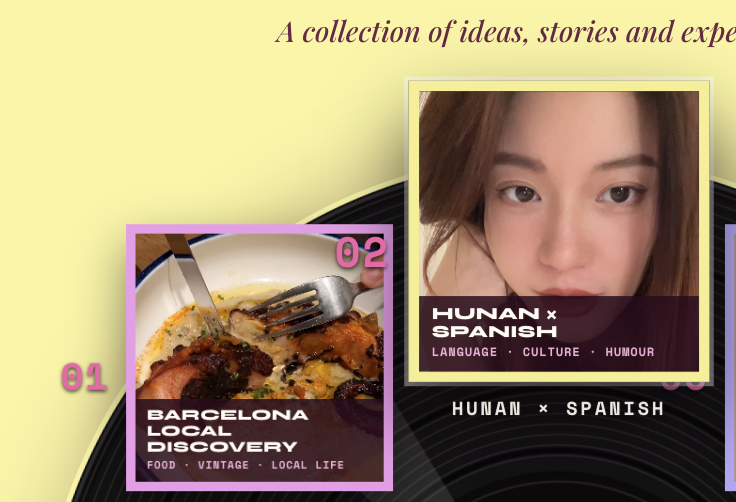 A collection of ideas, stories and expe
02
HUNAN ×
SPANISH
LANGUAGE · CULTURE · HUMOUR
01
HUNAN × SPANISH
BARCELONA
LOCAL
DISCOVERY
FOOD · VINTAGE · LOCAL LIFE